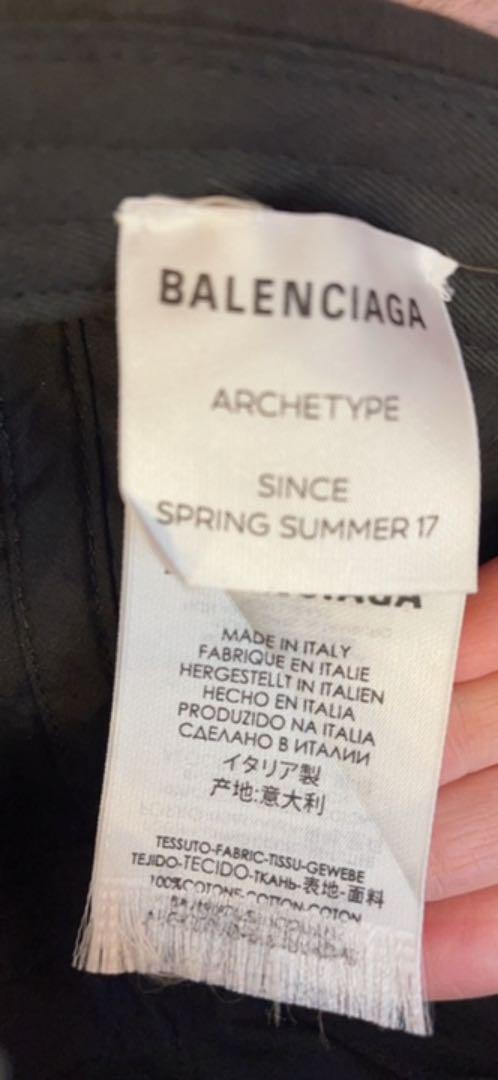 BALENCIAGA
ARCHETYPE
SINCE
SPRING SUMMER 17
MADE IN ITALY
FABRIQUE EN ITALIE
HERGESTELLT IN ITALIEN
HECHO EN ITALIA
PRODUZIDO NA ITALIA
СДЕЛАНО В ИТАЛИИ
イタリア製
产地:意大利
TESSUTO-FABRIC-TISSU-GEWEBE
TEJIDO-TECIDO-ТКАНЬ-表地-面料
100%COTONE-COTTON-COTON